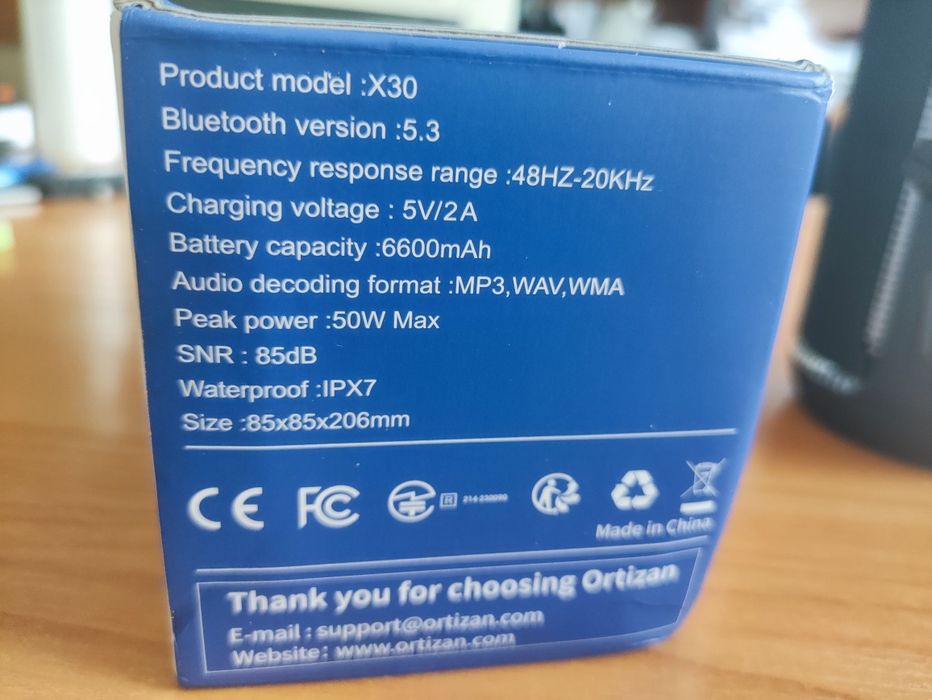 Product model :X30
Bluetooth version :5.3
Frequency response range :48HZ-20KHz
Charging voltage : 5V/2A
Battery capacity :6600mAh
Audio decoding format :MP3,WAV,WMA
Peak power :50W Max
SNR : 85dB
Waterproof :IPX7
Size :85x85x206mm
CE FC R
Made in China
Thank you for choosing Ortizan
E-mail : support@ortizan.com
Website: www.ortizan.com